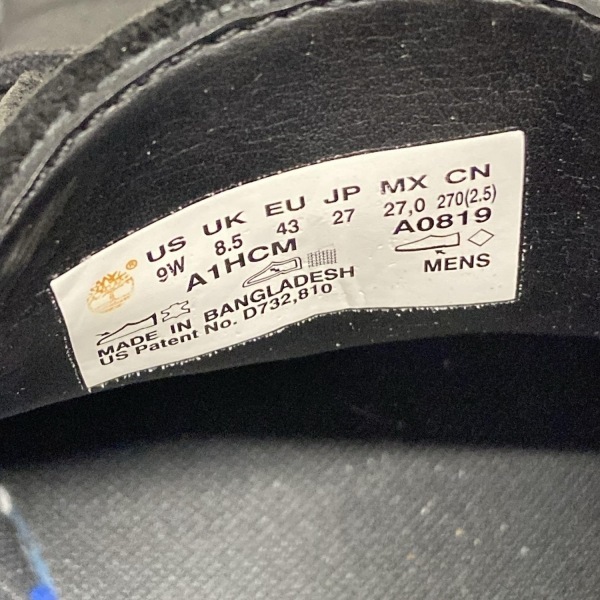 US UK EU JP MX CN
9W 8.5 43 27 27,0 270(2.5)
A1HCM A0819
MENS
MADE IN BANGLADESH
US Patent No. D732,810